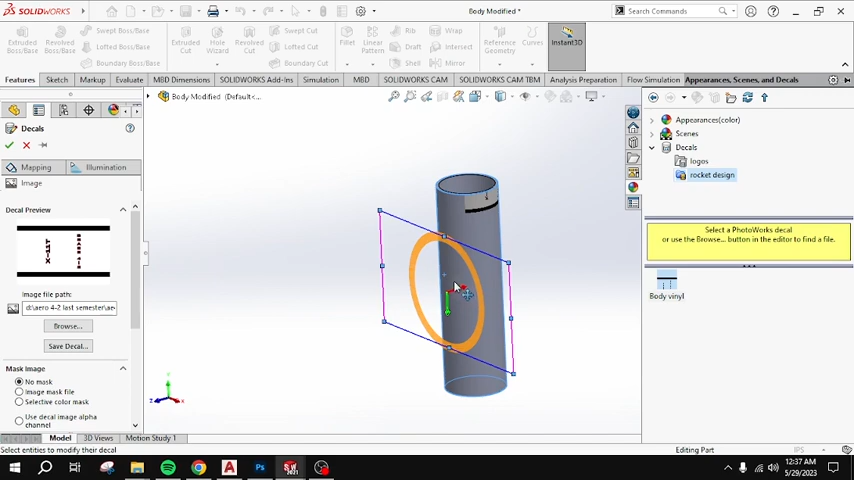 SOLIDWORKS
Body Modified *
Search Commands
Extruded Boss/Base
Revolved Boss/Base
Swept Boss/Base
Lofted Boss/Base
Boundary Boss/Base
Extruded Cut
Hole Wizard
Revolved Cut
Swept Cut
Lofted Cut
Boundary Cut
Fillet
Linear Pattern
Rib
Draft
Shell
Wrap
Intersect
Mirror
Reference Geometry
Curves
Instant3D
Features
Sketch
Markup
Evaluate
MBD Dimensions
SOLIDWORKS Add-Ins
Simulation
MBD
SOLIDWORKS CAM
SOLIDWORKS CAM TBM
Analysis Preparation
Flow Simulation
Appearances, Scenes, and Decals
Body Modified (Default<...
Decals
Mapping
Illumination
Image
Decal Preview
Image file path:
d:\aero 4-2 last semester\ae
Browse...
Save Decal...
Mask Image
No mask
Image mask file
Selective color mask
Use decal image alpha channel
Appearances(color)
Scenes
Decals
logos
rocket design
Select a PhotoWorks decal
or use the Browse... button in the editor to find a file.
Body vinyl
Model
3D Views
Motion Study 1
Select entities to modify their decal
Editing Part
IPS
12:37 AM
5/29/2023